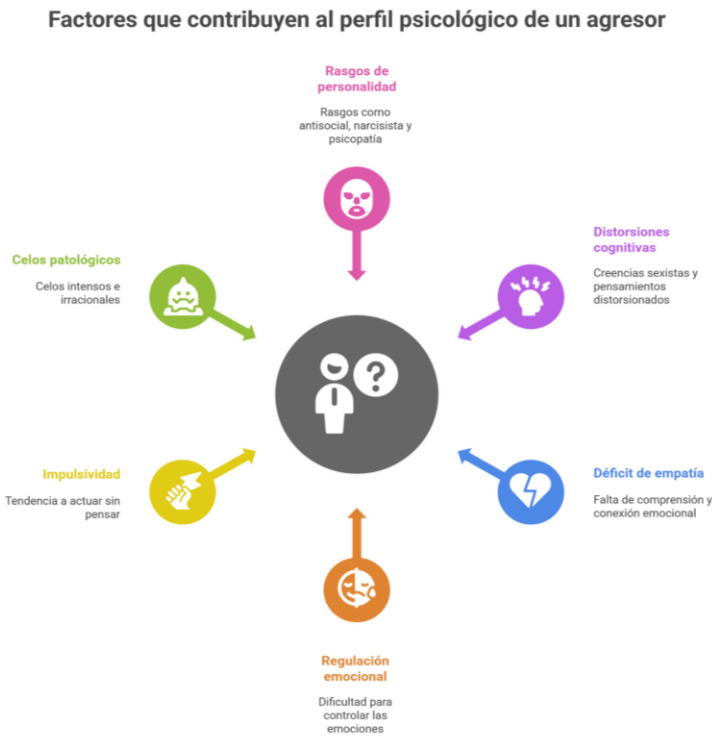 Factores que contribuyen al perfil psicológico de un agresor
Rasgos de
personalidad
Rasgos como
antisocial, narcisista y
psicopatía
Distorsiones
cognitivas
Creencias sexistas y
pensamientos
distorsionados
Celos patológicos
Celos intensos e
irracionales
?
Impulsividad
Tendencia a actuar sin
pensar
Déficit de empatía
Falta de comprensión y
conexión emocional
Regulación
emocional
Dificultad para
controlar las
emociones